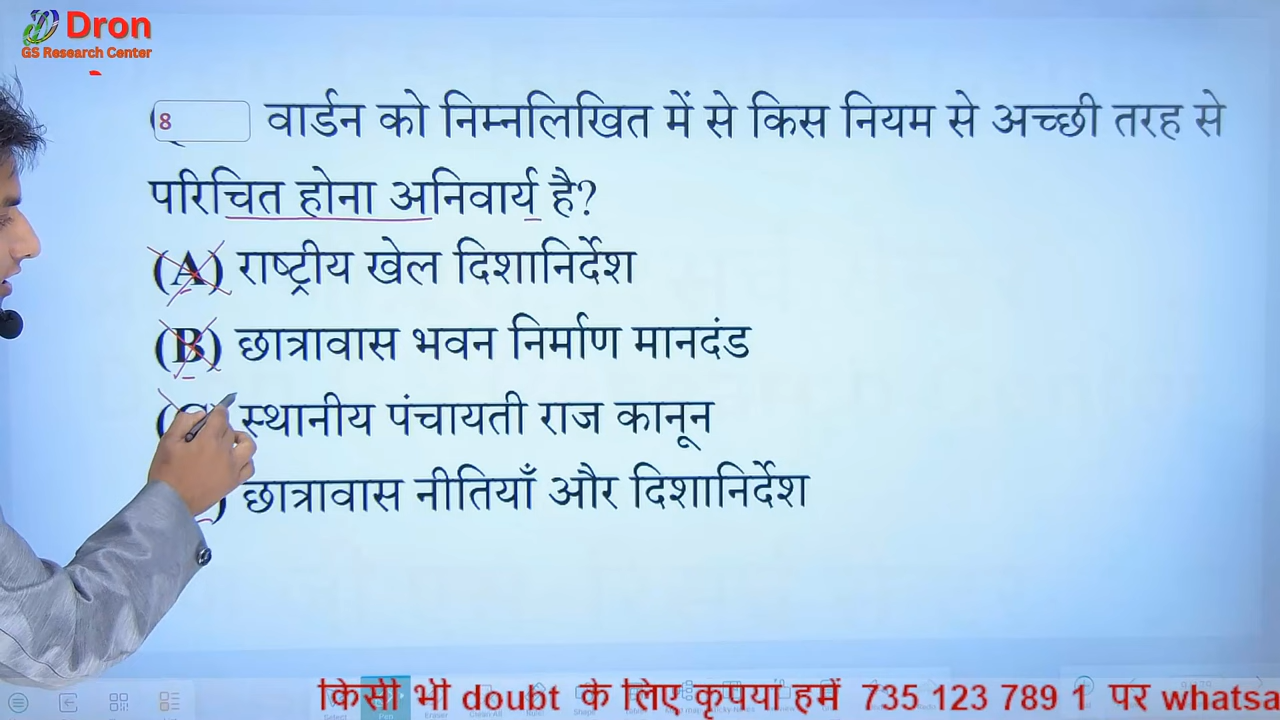 Dron
GS Research Center
8 वार्डन को निम्नलिखित में से किस नियम से अच्छी तरह से
परिचित होना अनिवार्य है?
(A) राष्ट्रीय खेल दिशानिर्देश
(B) छात्रावास भवन निर्माण मानदंड
(C) स्थानीय पंचायती राज कानून
छात्रावास नीतियाँ और दिशानिर्देश
किसी भी doubt के लिए कृपया हमें 735 123 789 1 पर whatsa